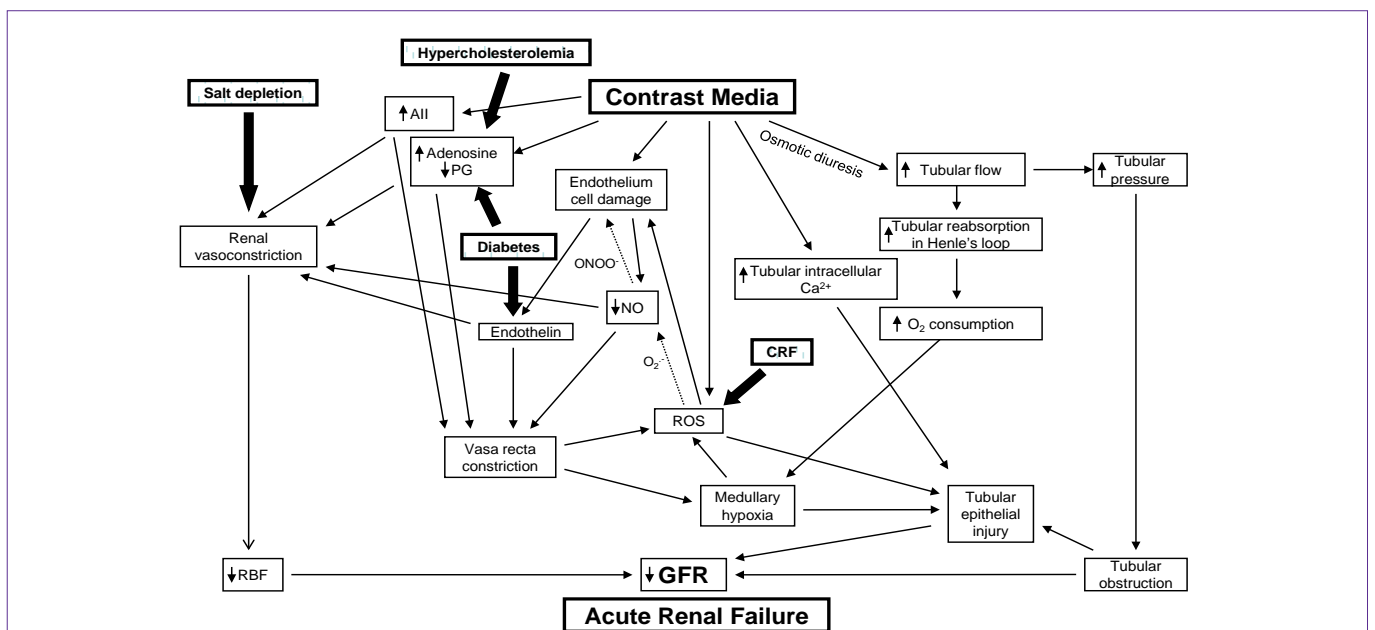 Hypercholesterolemia
Salt depletion
Contrast Media
↑ AII
↑ Adenosine
↓ PG
Osmotic diuresis
Endothelium
cell damage
↑ Tubular flow
↑ Tubular
pressure
Renal
vasoconstriction
Diabetes
↑ Tubular reabsorption
in Henle's loop
ONOO⁻
↑ Tubular intracellular
Ca²⁺
↓ NO
Endothelin
↑ O₂ consumption
O₂·⁻
CRF
ROS
Vasa recta
constriction
Medullary
hypoxia
Tubular
epithelial
injury
↓ RBF
↓ GFR
Tubular
obstruction
Acute Renal Failure